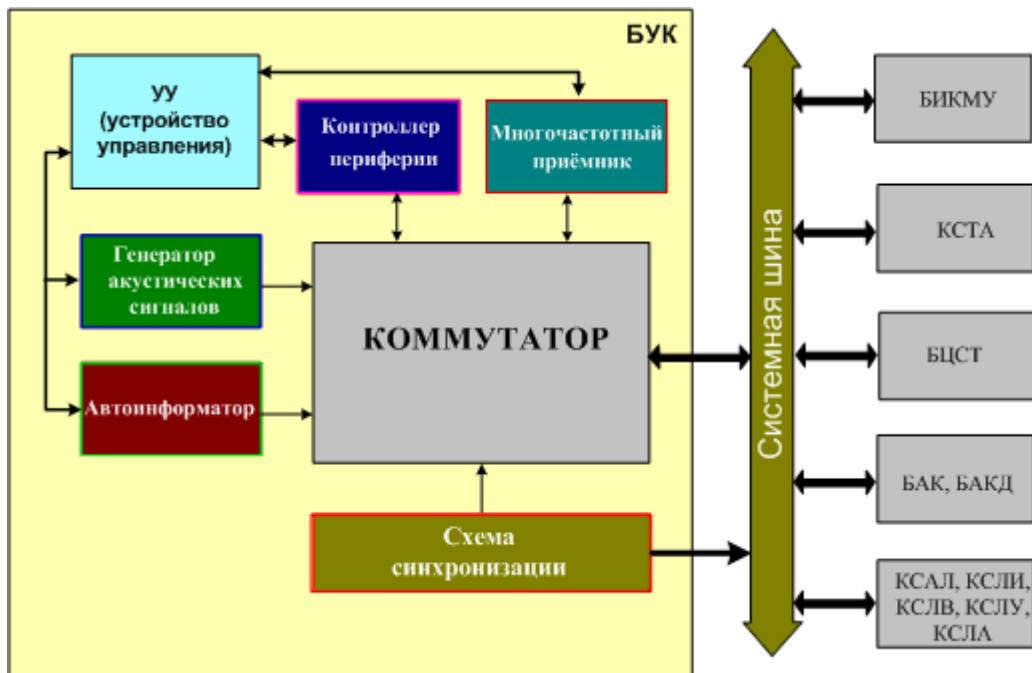 БУК
УУ
(устройство
управления)
Контроллер
периферии
Многочастотный
приёмник
Генератор
акустических
сигналов
КОММУТАТОР
Автоинформатор
Схема
синхронизации
Системная шина
БИКМУ
КСТА
БЦСТ
БАК, БАКД
КСАЛ, КСЛИ,
КСЛВ, КСЛУ,
КСЛА